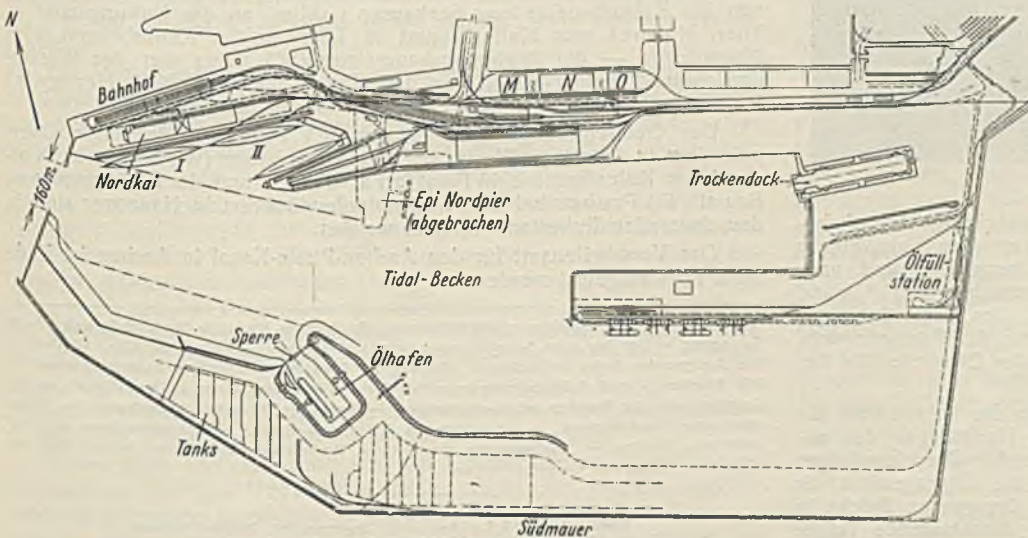 N
Bahnhof
M N O
I II
Nordkai
160 m.
Epi Nordpier
(abgebrochen)
Trockendock
Tidal-Becken
Ölfüll-
station
Sperre
Ölhafen
Tanks
Südmauer